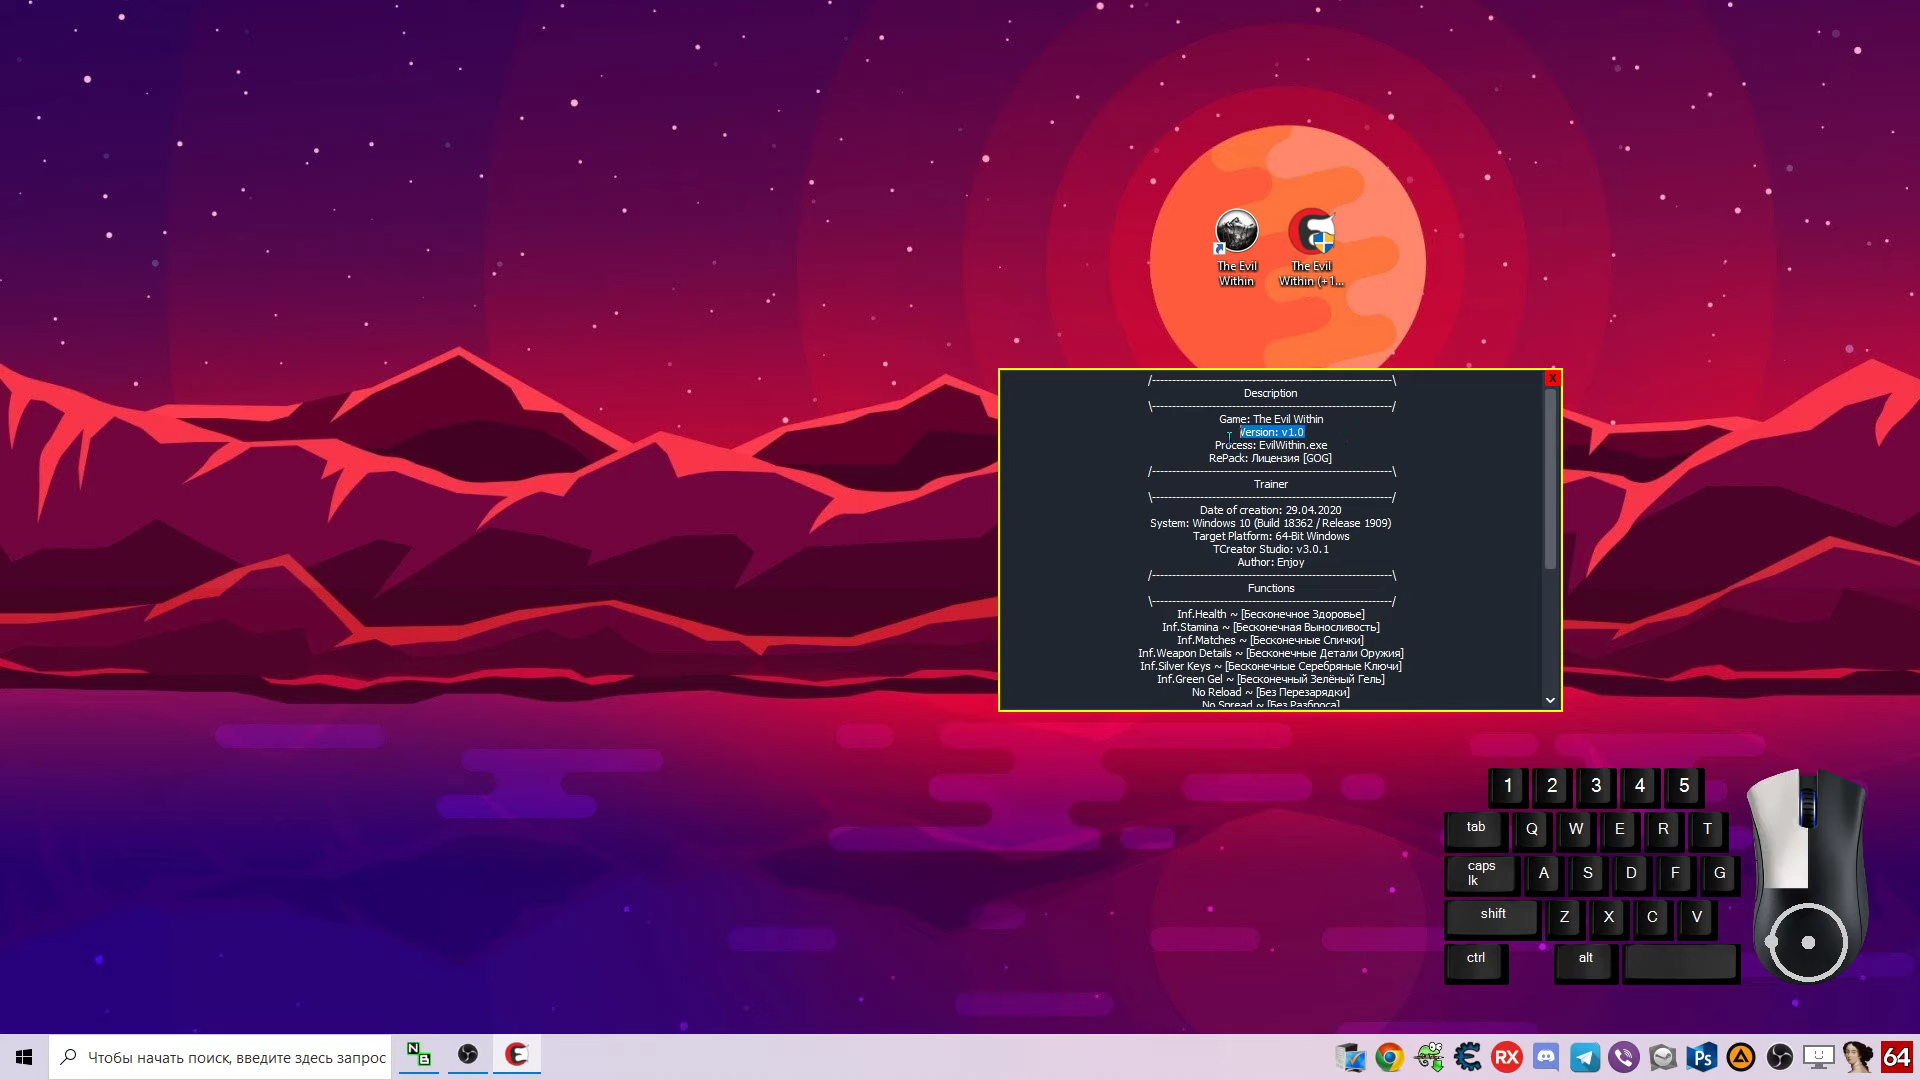 The Evil
Within
The Evil
Within (+1...
X
/----------------------------------------------------------\
Description
\----------------------------------------------------------/
Game: The Evil Within
Version: v1.0
Process: EvilWithin.exe
RePack: Лицензия [GOG]
/----------------------------------------------------------\
Trainer
\----------------------------------------------------------/
Date of creation: 29.04.2020
System: Windows 10 (Build 18362 / Release 1909)
Target Platform: 64-Bit Windows
TCreator Studio: v3.0.1
Author: Enjoy
/----------------------------------------------------------\
Functions
\----------------------------------------------------------/
Inf.Health ~ [Бесконечное Здоровье]
Inf.Stamina ~ [Бесконечная Выносливость]
Inf.Matches ~ [Бесконечные Спички]
Inf.Weapon Details ~ [Бесконечные Детали Оружия]
Inf.Silver Keys ~ [Бесконечные Серебряные Ключи]
Inf.Green Gel ~ [Бесконечный Зелёный Гель]
No Reload ~ [Без Перезарядки]
No Spread ~ [Без Разброса]
1 2 3 4 5
tab Q W E R T
caps
lk A S D F G
shift Z X C V
ctrl alt
Чтобы начать поиск, введите здесь запрос
N
B
RX
Ps
64